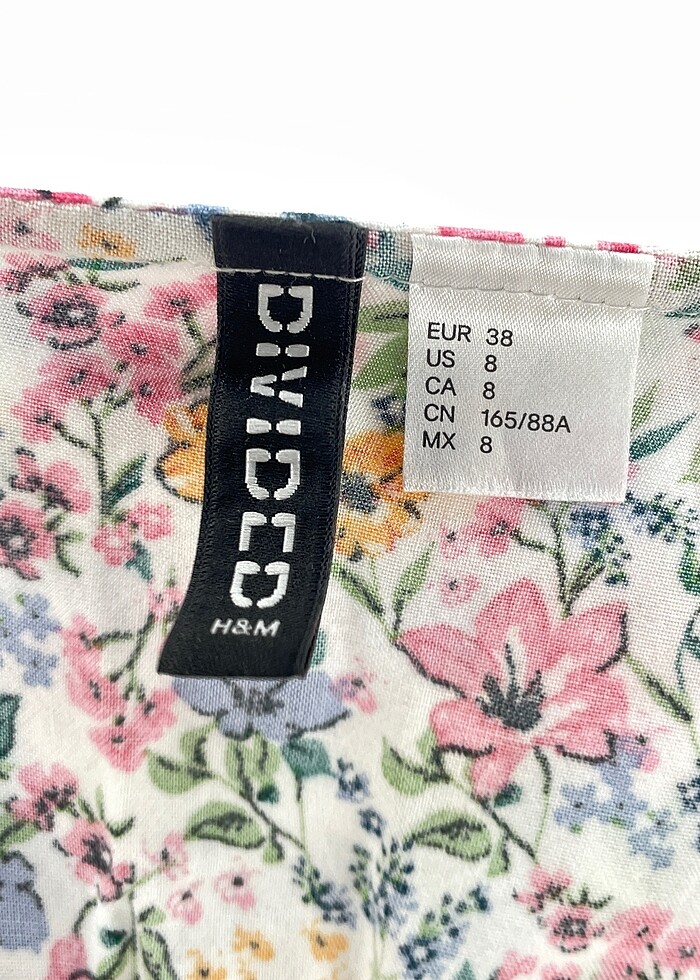 DIVIDED
H&M
EUR 38
US 8
CA 8
CN 165/88A
MX 8